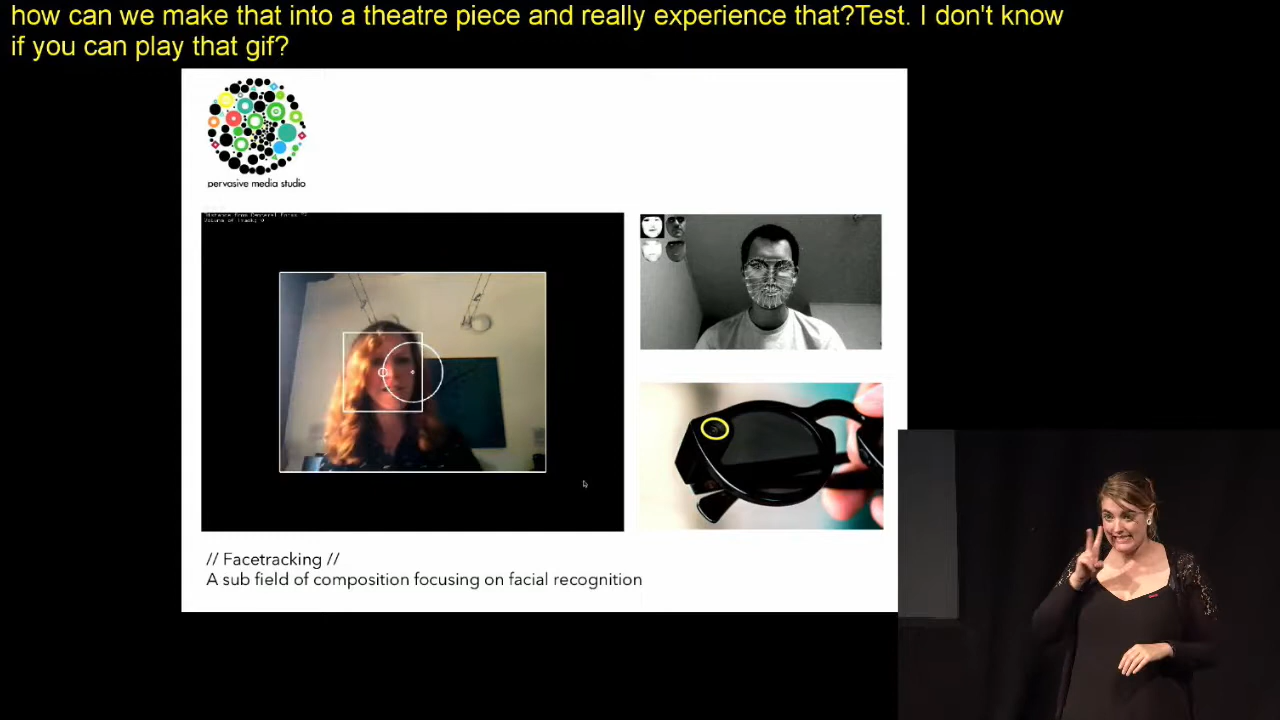 how can we make that into a theatre piece and really experience that?Test. I don't know
if you can play that gif?
pervasive media studio
// Facetracking //
A sub field of composition focusing on facial recognition